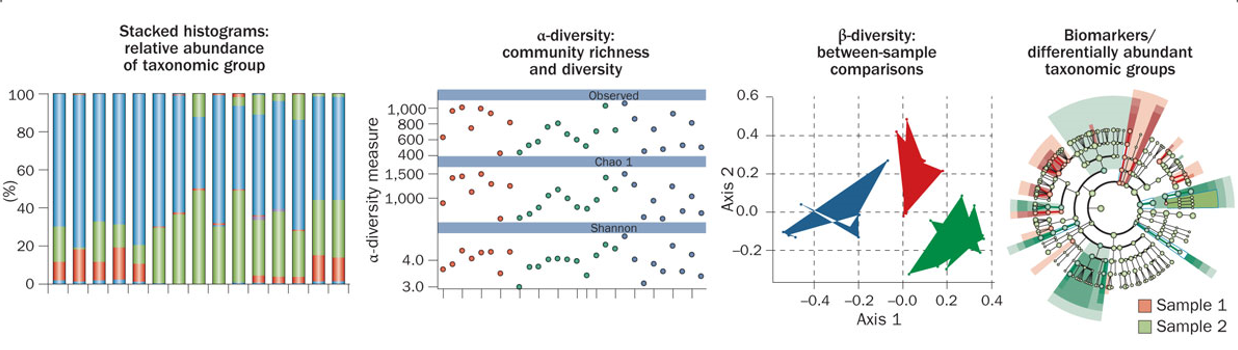 Stacked histograms:
relative abundance
of taxonomic group
100
80
60
40
20
0
(%)
α-diversity:
community richness
and diversity
α-diversity measure
Observed
1,000
800
600
400
Chao 1
1,500
1,000
Shannon
4.0
3.0
β-diversity:
between-sample
comparisons
Axis 2
0.6
0.4
0.2
0.0
−0.2
−0.4 −0.2 −0.0 0.2 0.4
Axis 1
Biomarkers/
differentially abundant
taxonomic groups
Sample 1
Sample 2